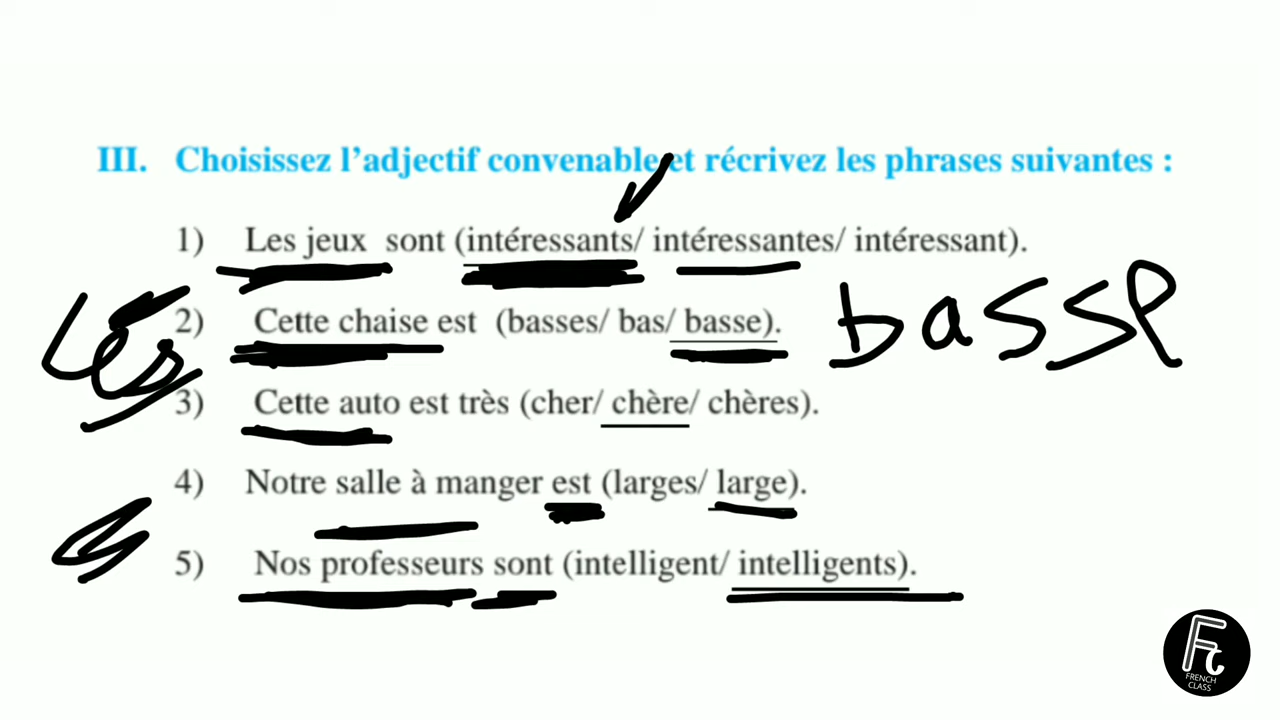 III. Choisissez l'adjectif convenable et récrivez les phrases suivantes :
1) Les jeux sont (intéressants/ intéressantes/ intéressant).
2) Cette chaise est (basses/ bas/ basse).
basse
Les
3) Cette auto est très (cher/ chère/ chères).
4) Notre salle à manger est (larges/ large).
5) Nos professeurs sont (intelligent/ intelligents).
Fc
FRENCH
CLASS